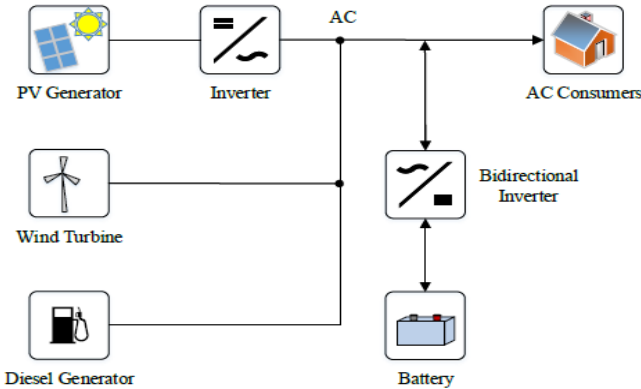 AC
PV Generator
Inverter
AC Consumers
Bidirectional
Inverter
Wind Turbine
Diesel Generator
Battery